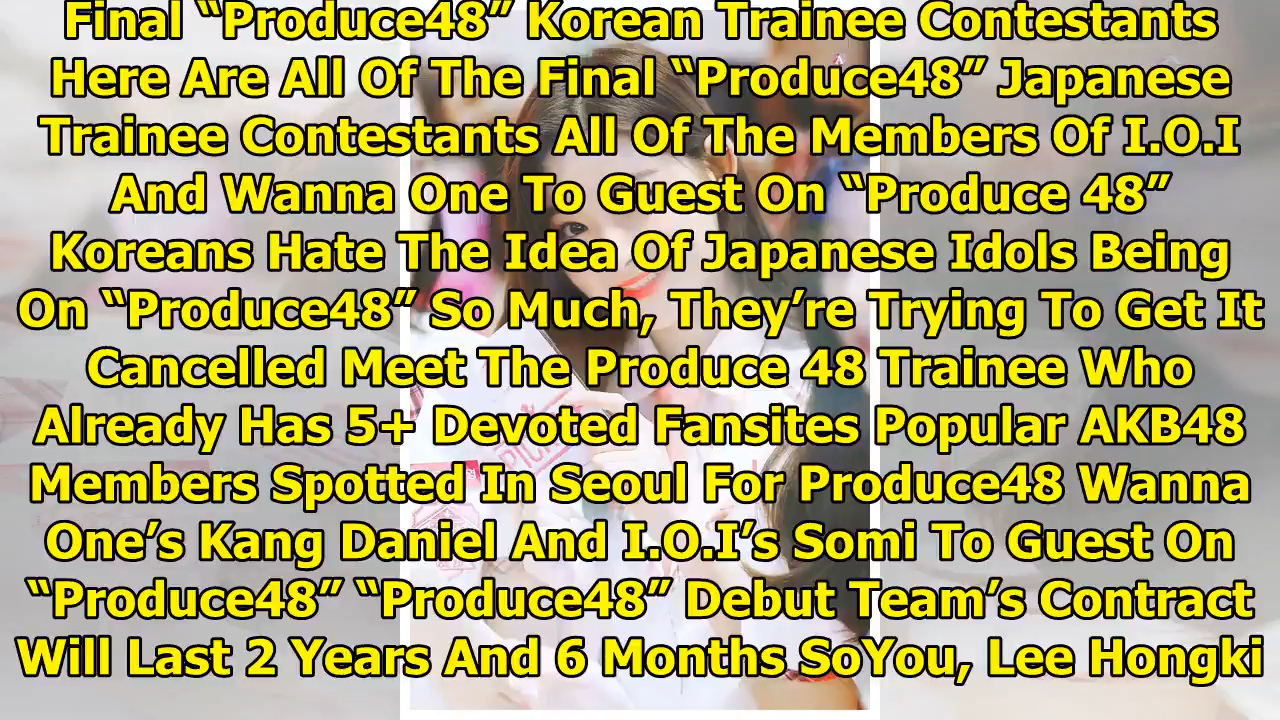 Final “Produce48” Korean Trainee Contestants
Here Are All Of The Final “Produce48” Japanese
Trainee Contestants All Of The Members Of I.O.I
And Wanna One To Guest On “Produce 48”
Koreans Hate The Idea Of Japanese Idols Being
On “Produce48” So Much, They’re Trying To Get It
Cancelled Meet The Produce 48 Trainee Who
Already Has 5+ Devoted Fansites Popular AKB48
Members Spotted In Seoul For Produce48 Wanna
One’s Kang Daniel And I.O.I’s Somi To Guest On
“Produce48” “Produce48” Debut Team’s Contract
Will Last 2 Years And 6 Months SoYou, Lee Hongki